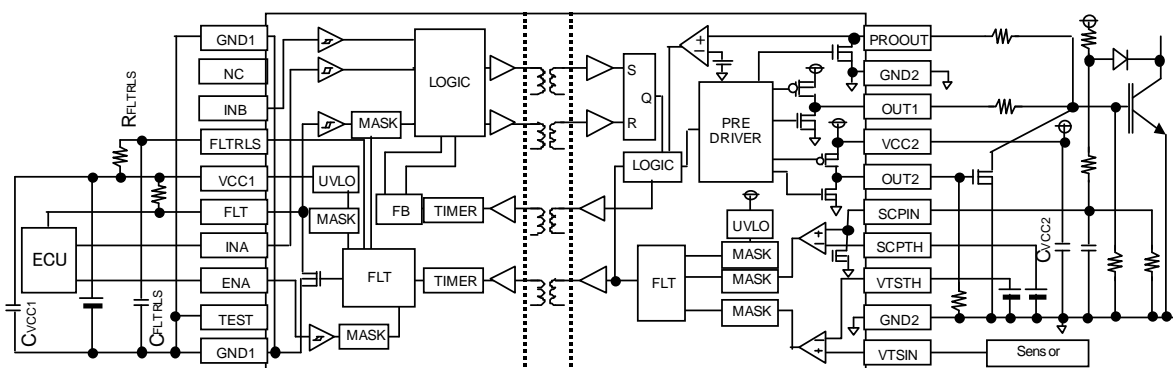 GND1
NC
INB
FLTRLS
VCC1
FLT
INA
ENA
TEST
GND1
RFLTRLS
ECU
CVCC1
CFLTRLS
LOGIC
MASK
UVLO
MASK
FB
TIMER
FLT
TIMER
MASK
S
Q
R
LOGIC
PRE
DRIVER
UVLO
MASK
MASK
MASK
FLT
+
-
+
-
+
-
PROOUT
GND2
OUT1
VCC2
OUT2
SCPIN
SCPTH
VTSTH
GND2
VTSIN
CVCC2
Sensor